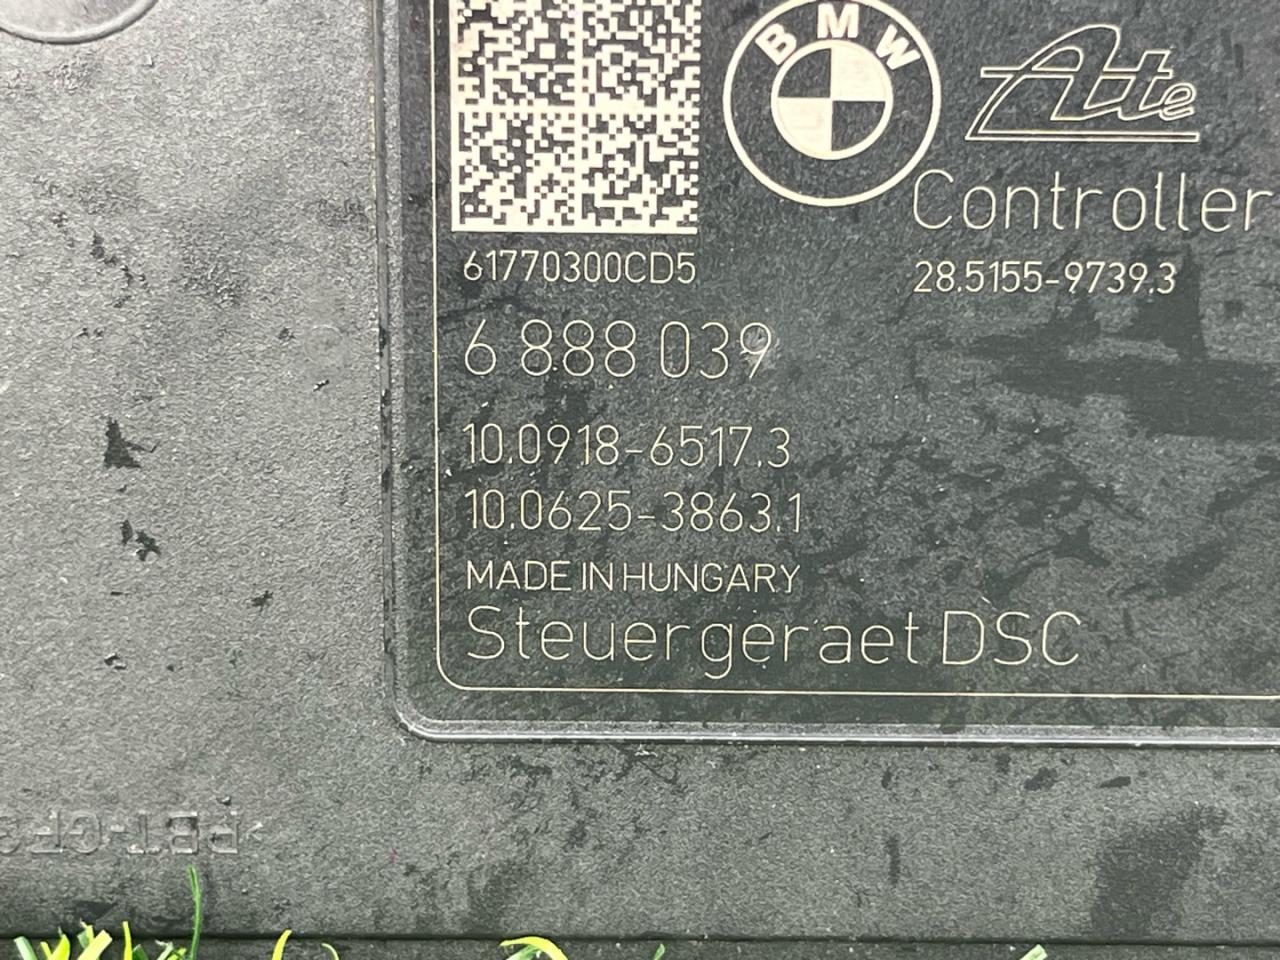 BMW
Ate
Controller
61770300CD5
28.5155-9739.3
6 888 039
10.0918-6517.3
10.0625-3863.1
MADE IN HUNGARY
Steuergeraet DSC